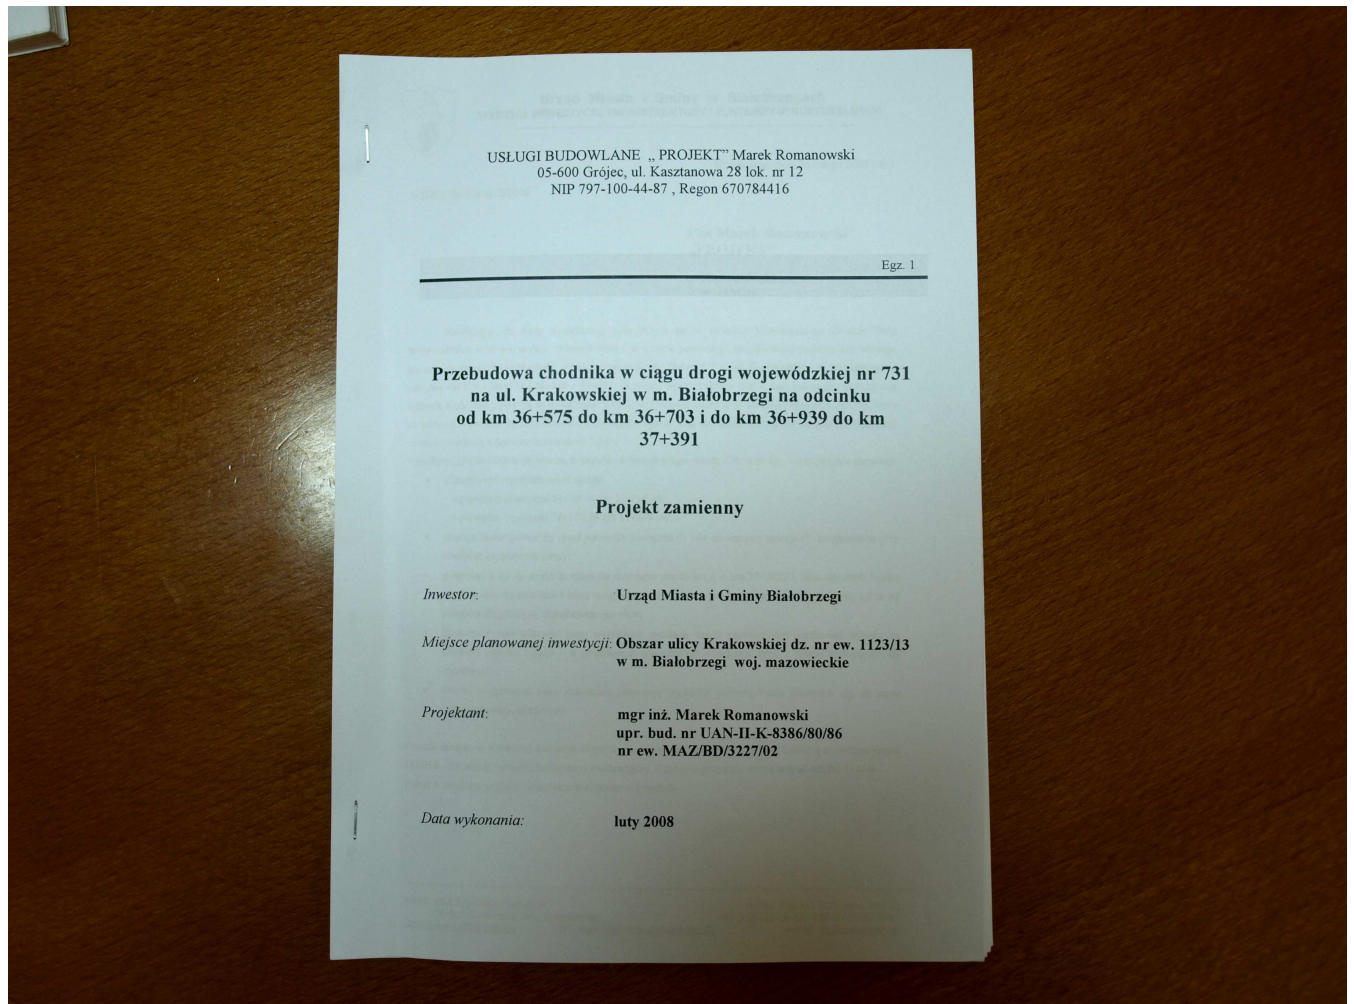 USŁUGI BUDOWLANE „ PROJEKT” Marek Romanowski
05-600 Grójec, ul. Kasztanowa 28 lok. nr 12
NIP 797-100-44-87 , Regon 670784416
Egz. 1
Przebudowa chodnika w ciągu drogi wojewódzkiej nr 731
na ul. Krakowskiej w m. Białobrzegi na odcinku
od km 36+575 do km 36+703 i do km 36+939 do km
37+391
Projekt zamienny
Inwestor: Urząd Miasta i Gminy Białobrzegi
Miejsce planowanej inwestycji: Obszar ulicy Krakowskiej dz. nr ew. 1123/13
w m. Białobrzegi woj. mazowieckie
Projektant: mgr inż. Marek Romanowski
upr. bud. nr UAN-II-K-8386/80/86
nr ew. MAZ/BD/3227/02
Data wykonania: luty 2008